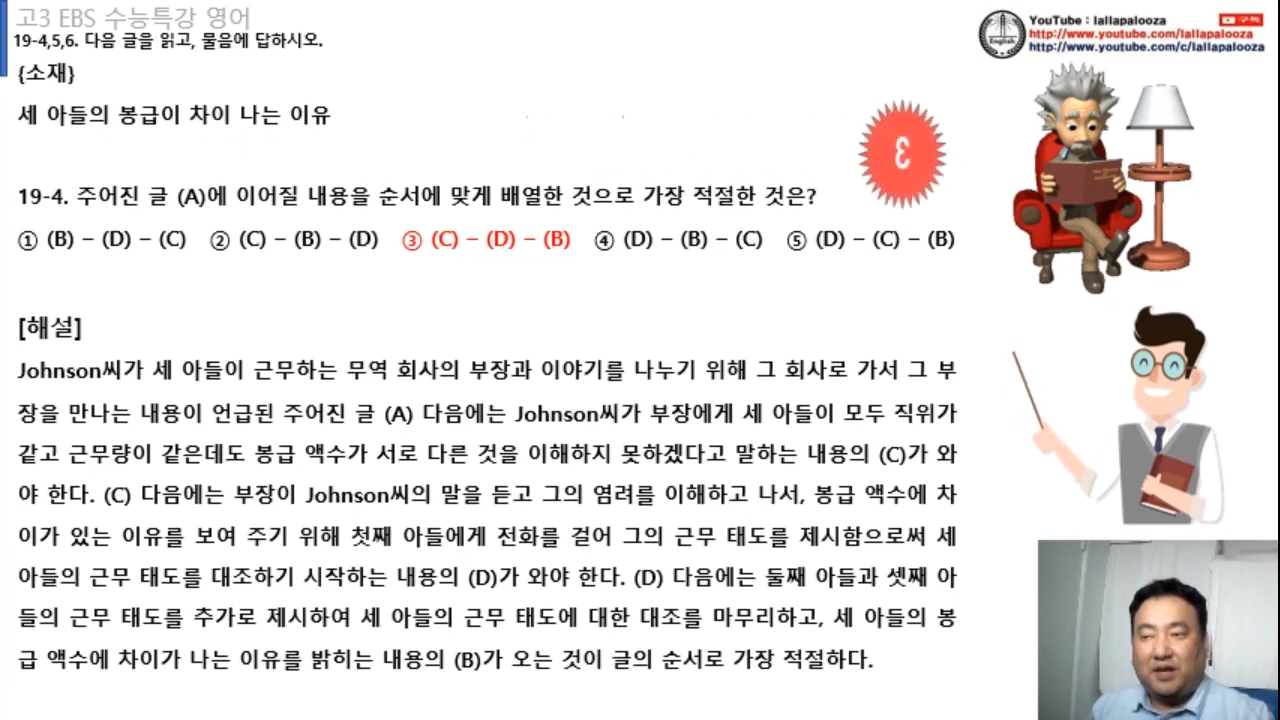 고3 EBS 수능특강 영어
19-4,5,6. 다음 글을 읽고, 물음에 답하시오.
{소재}
세 아들의 봉급이 차이 나는 이유
19-4. 주어진 글 (A)에 이어질 내용을 순서에 맞게 배열한 것으로 가장 적절한 것은?
① (B) – (D) – (C) ② (C) – (B) – (D) ③ (C) – (D) – (B) ④ (D) – (B) – (C) ⑤ (D) – (C) – (B)
[해설]
Johnson씨가 세 아들이 근무하는 무역 회사의 부장과 이야기를 나누기 위해 그 회사로 가서 그 부
장을 만나는 내용이 언급된 주어진 글 (A) 다음에는 Johnson씨가 부장에게 세 아들이 모두 직위가
같고 근무량이 같은데도 봉급 액수가 서로 다른 것을 이해하지 못하겠다고 말하는 내용의 (C)가 와
야 한다. (C) 다음에는 부장이 Johnson씨의 말을 듣고 그의 염려를 이해하고 나서, 봉급 액수에 차
이가 있는 이유를 보여 주기 위해 첫째 아들에게 전화를 걸어 그의 근무 태도를 제시함으로써 세
아들의 근무 태도를 대조하기 시작하는 내용의 (D)가 와야 한다. (D) 다음에는 둘째 아들과 셋째 아
들의 근무 태도를 추가로 제시하여 세 아들의 근무 태도에 대한 대조를 마무리하고, 세 아들의 봉
급 액수에 차이가 나는 이유를 밝히는 내용의 (B)가 오는 것이 글의 순서로 가장 적절하다.
YouTube : lallapalooza
구독
http://www.youtube.com/lallapalooza
http://www.youtube.com/c/lallapalooza
English
3